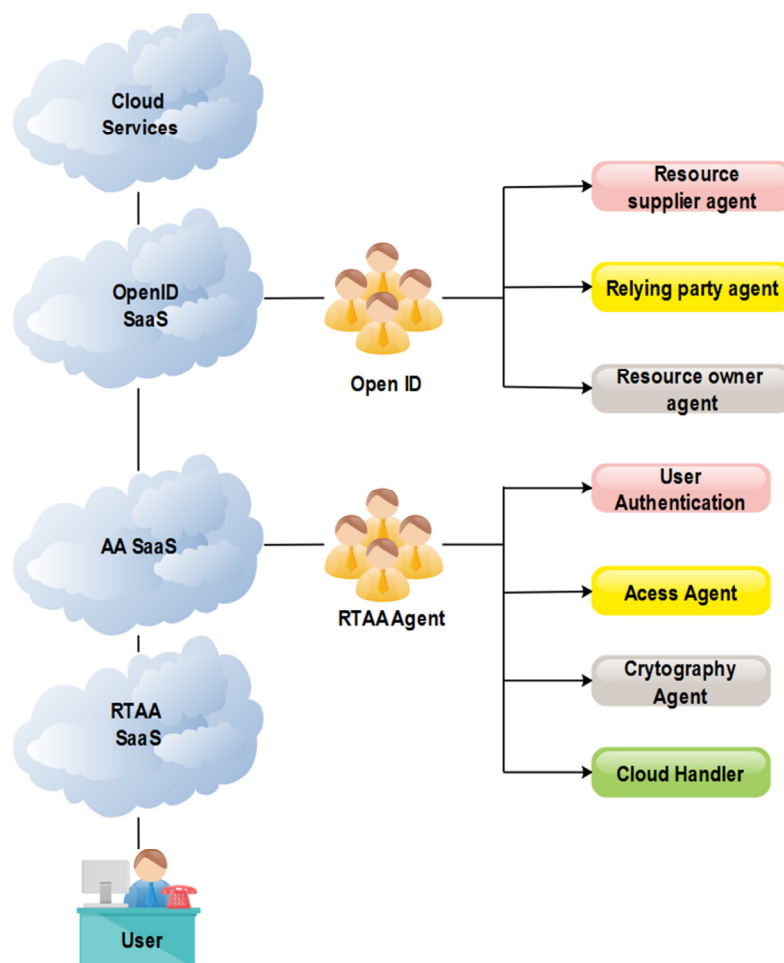 Cloud
Services
OpenID
SaaS
Open ID
Resource
supplier agent
Relying party agent
Resource owner
agent
AA SaaS
RTAA Agent
User
Authentication
Acess Agent
Crytography
Agent
Cloud Handler
RTAA
SaaS
User